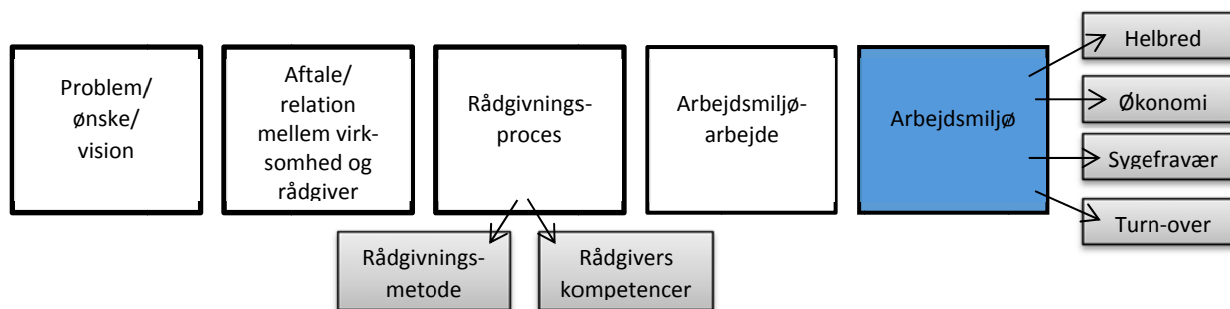 Problem/
ønske/
vision
Aftale/
relation
mellem virk-
somhed og
rådgiver
Rådgivnings-
proces
Arbejdsmiljø-
arbejde
Arbejdsmiljø
Helbred
Økonomi
Sygefravær
Turn-over
Rådgivnings-
metode
Rådgivers
kompetencer